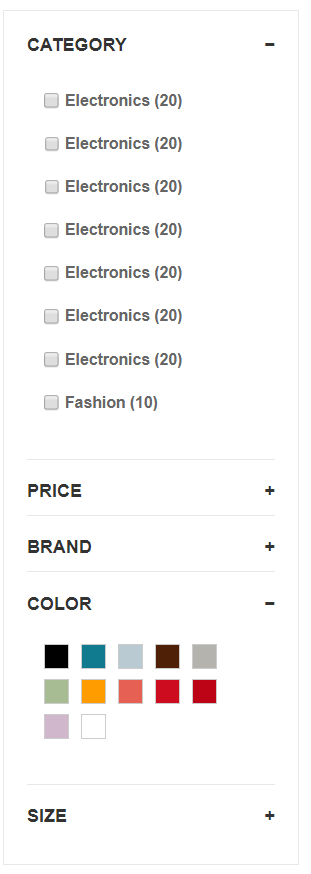 CATEGORY −
Electronics (20)
Electronics (20)
Electronics (20)
Electronics (20)
Electronics (20)
Electronics (20)
Electronics (20)
Fashion (10)
PRICE +
BRAND +
COLOR −
SIZE +